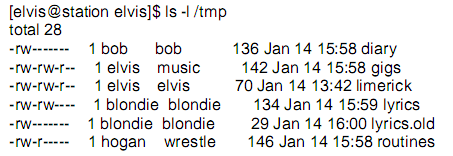 [elvis@station elvis]$ ls -l /tmp
total 28
-rw------- 1 bob bob 136 Jan 14 15:58 diary
-rw-rw-r-- 1 elvis music 142 Jan 14 15:58 gigs
-rw-rw-r-- 1 elvis elvis 70 Jan 14 13:42 limerick
-rw-rw---- 1 blondie blondie 134 Jan 14 15:59 lyrics
-rw------- 1 blondie blondie 29 Jan 14 16:00 lyrics.old
-rw-r----- 1 hogan wrestle 146 Jan 14 15:58 routines